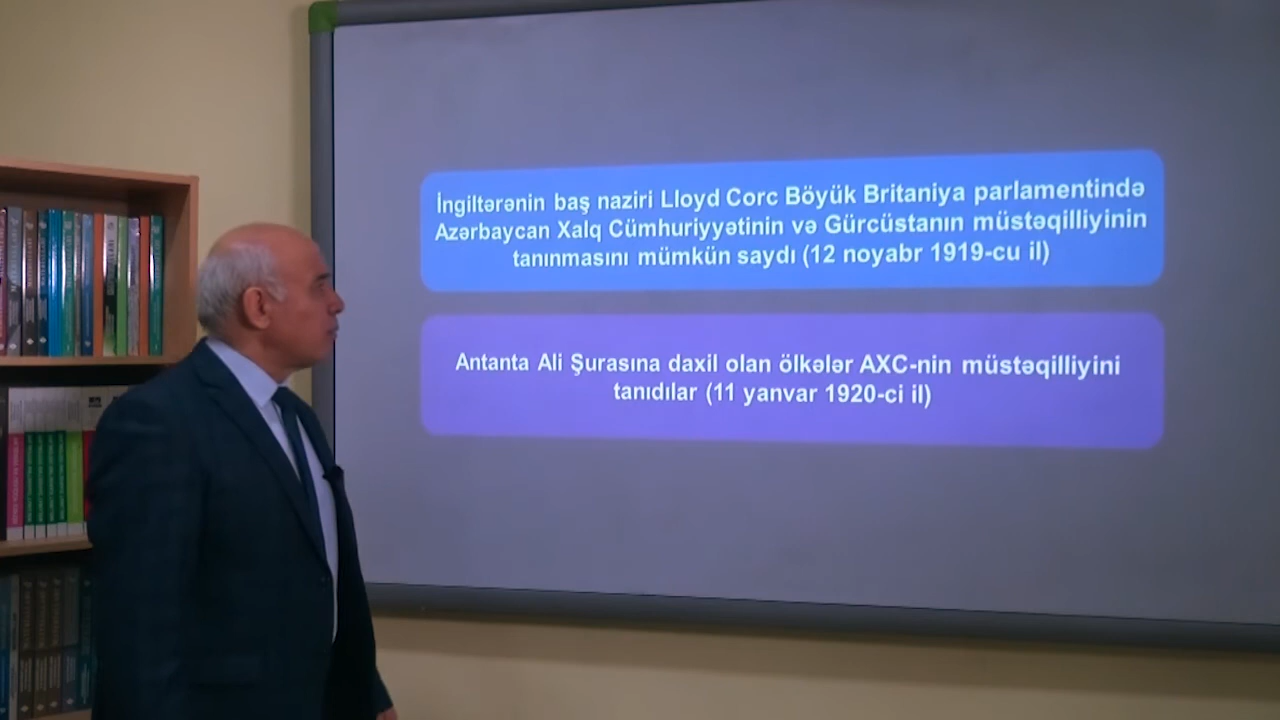 İngiltərənin baş naziri Lloyd Corc Böyük Britaniya parlamentində
Azərbaycan Xalq Cümhuriyyətinin və Gürcüstanın müstəqilliyinin
tanınmasını mümkün saydı (12 noyabr 1919-cu il)
Antanta Ali Şurasına daxil olan ölkələr AXC-nin müstəqilliyini
tanıdılar (11 yanvar 1920-ci il)